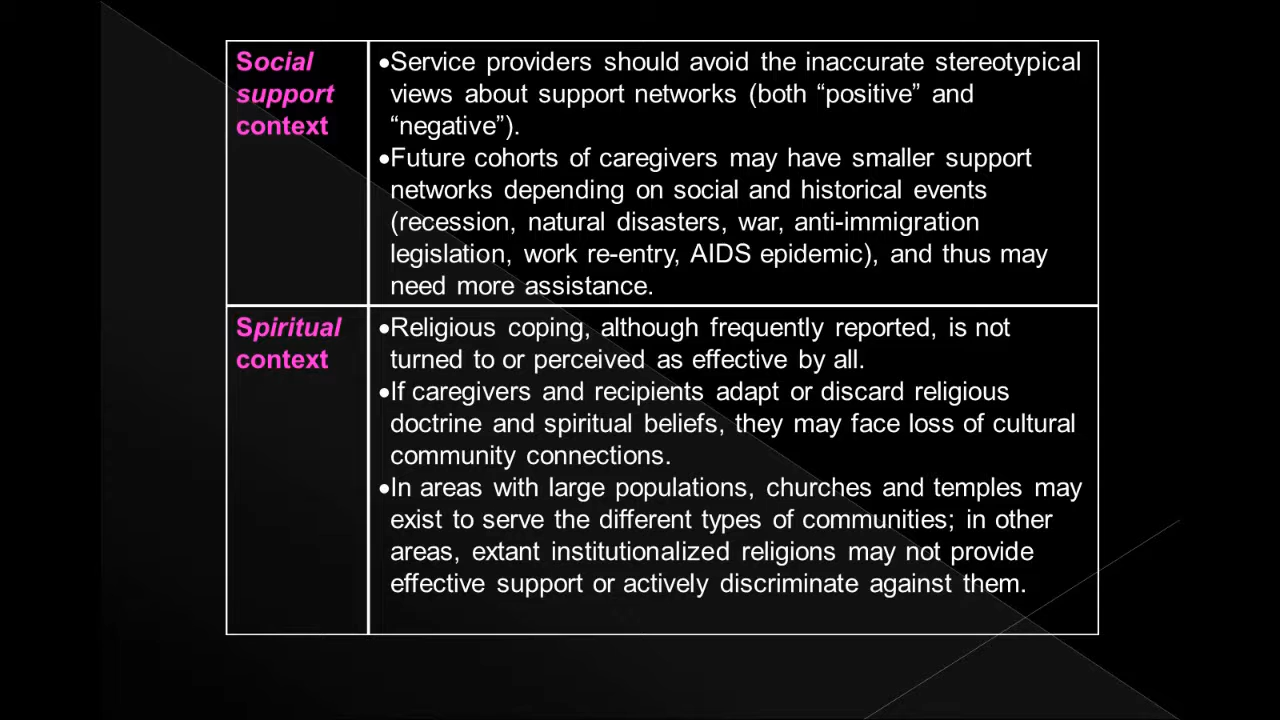 Social
support
context
•Service providers should avoid the inaccurate stereotypical
views about support networks (both “positive” and
“negative”).
•Future cohorts of caregivers may have smaller support
networks depending on social and historical events
(recession, natural disasters, war, anti-immigration
legislation, work re-entry, AIDS epidemic), and thus may
need more assistance.
Spiritual
context
•Religious coping, although frequently reported, is not
turned to or perceived as effective by all.
•If caregivers and recipients adapt or discard religious
doctrine and spiritual beliefs, they may face loss of cultural
community connections.
•In areas with large populations, churches and temples may
exist to serve the different types of communities; in other
areas, extant institutionalized religions may not provide
effective support or actively discriminate against them.